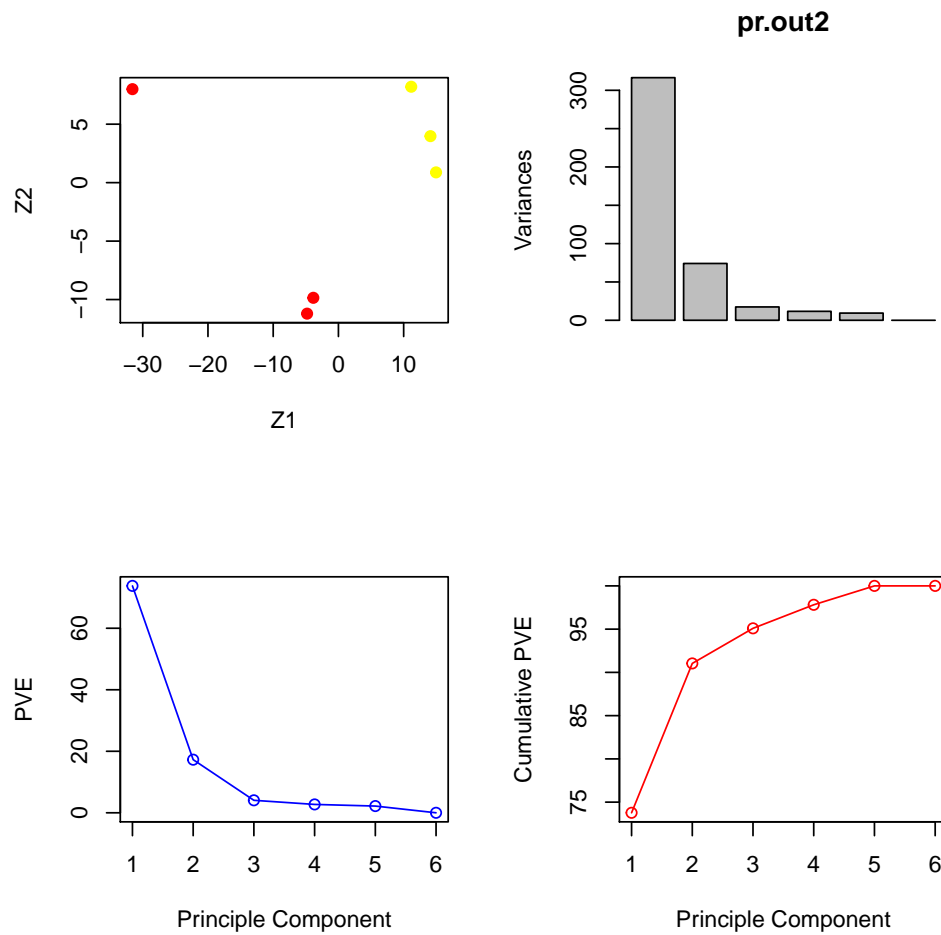 pr.out2
5
0
−5
−10
Z2
−30 −20 −10 0 10
Z1
300
200
100
0
Variances
60
40
20
0
PVE
1 2 3 4 5 6
Principle Component
95
85
75
Cumulative PVE
1 2 3 4 5 6
Principle Component